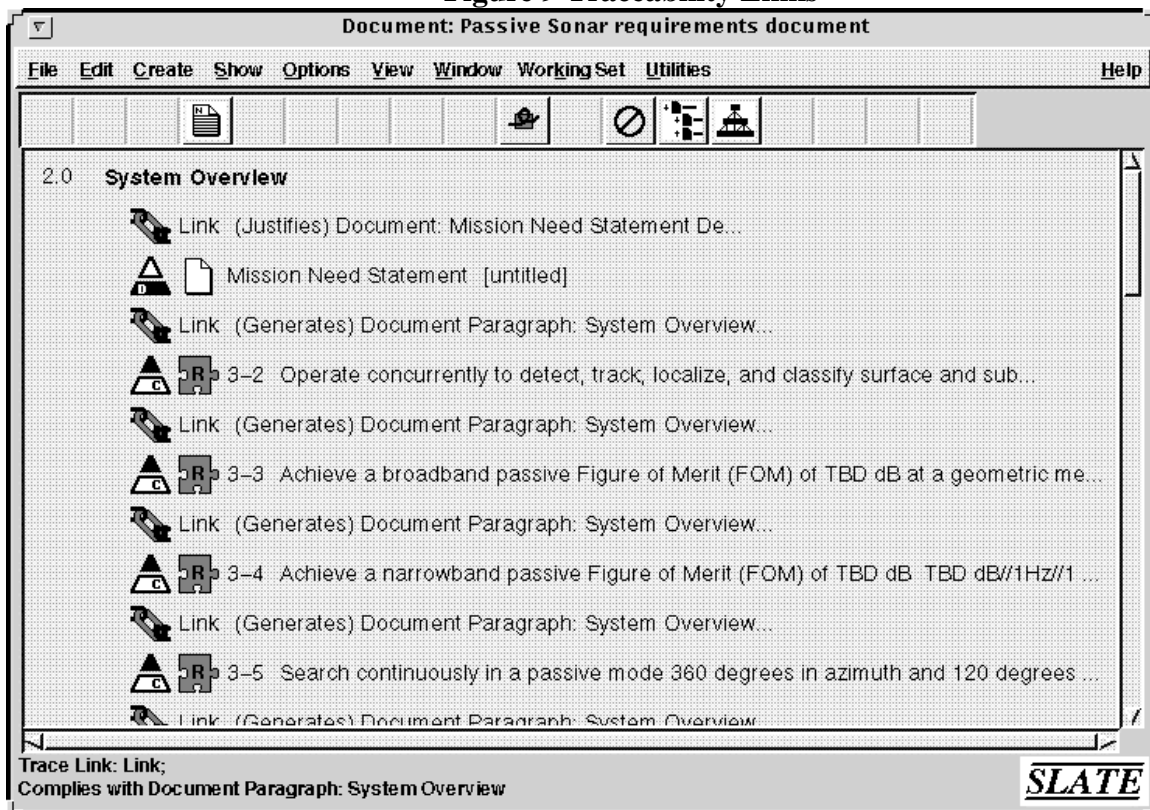 Figure 9 Traceability Links
Document: Passive Sonar requirements document
File Edit Create Show Options View Window Working Set Utilities Help
N
2.0 System Overview
Link (Justifies) Document: Mission Need Statement De...
D Mission Need Statement [untitled]
Link (Generates) Document Paragraph: System Overview...
C R 3–2 Operate concurrently to detect, track, localize, and classify surface and sub...
Link (Generates) Document Paragraph: System Overview...
C R 3–3 Achieve a broadband passive Figure of Merit (FOM) of TBD dB at a geometric me...
Link (Generates) Document Paragraph: System Overview...
C R 3–4 Achieve a narrowband passive Figure of Merit (FOM) of TBD dB TBD dB//1Hz//1 ...
Link (Generates) Document Paragraph: System Overview...
C R 3–5 Search continuously in a passive mode 360 degrees in azimuth and 120 degrees ...
Link (Generates) Document Paragraph: System Overview
Trace Link: Link;
Complies with Document Paragraph: System Overview
SLATE